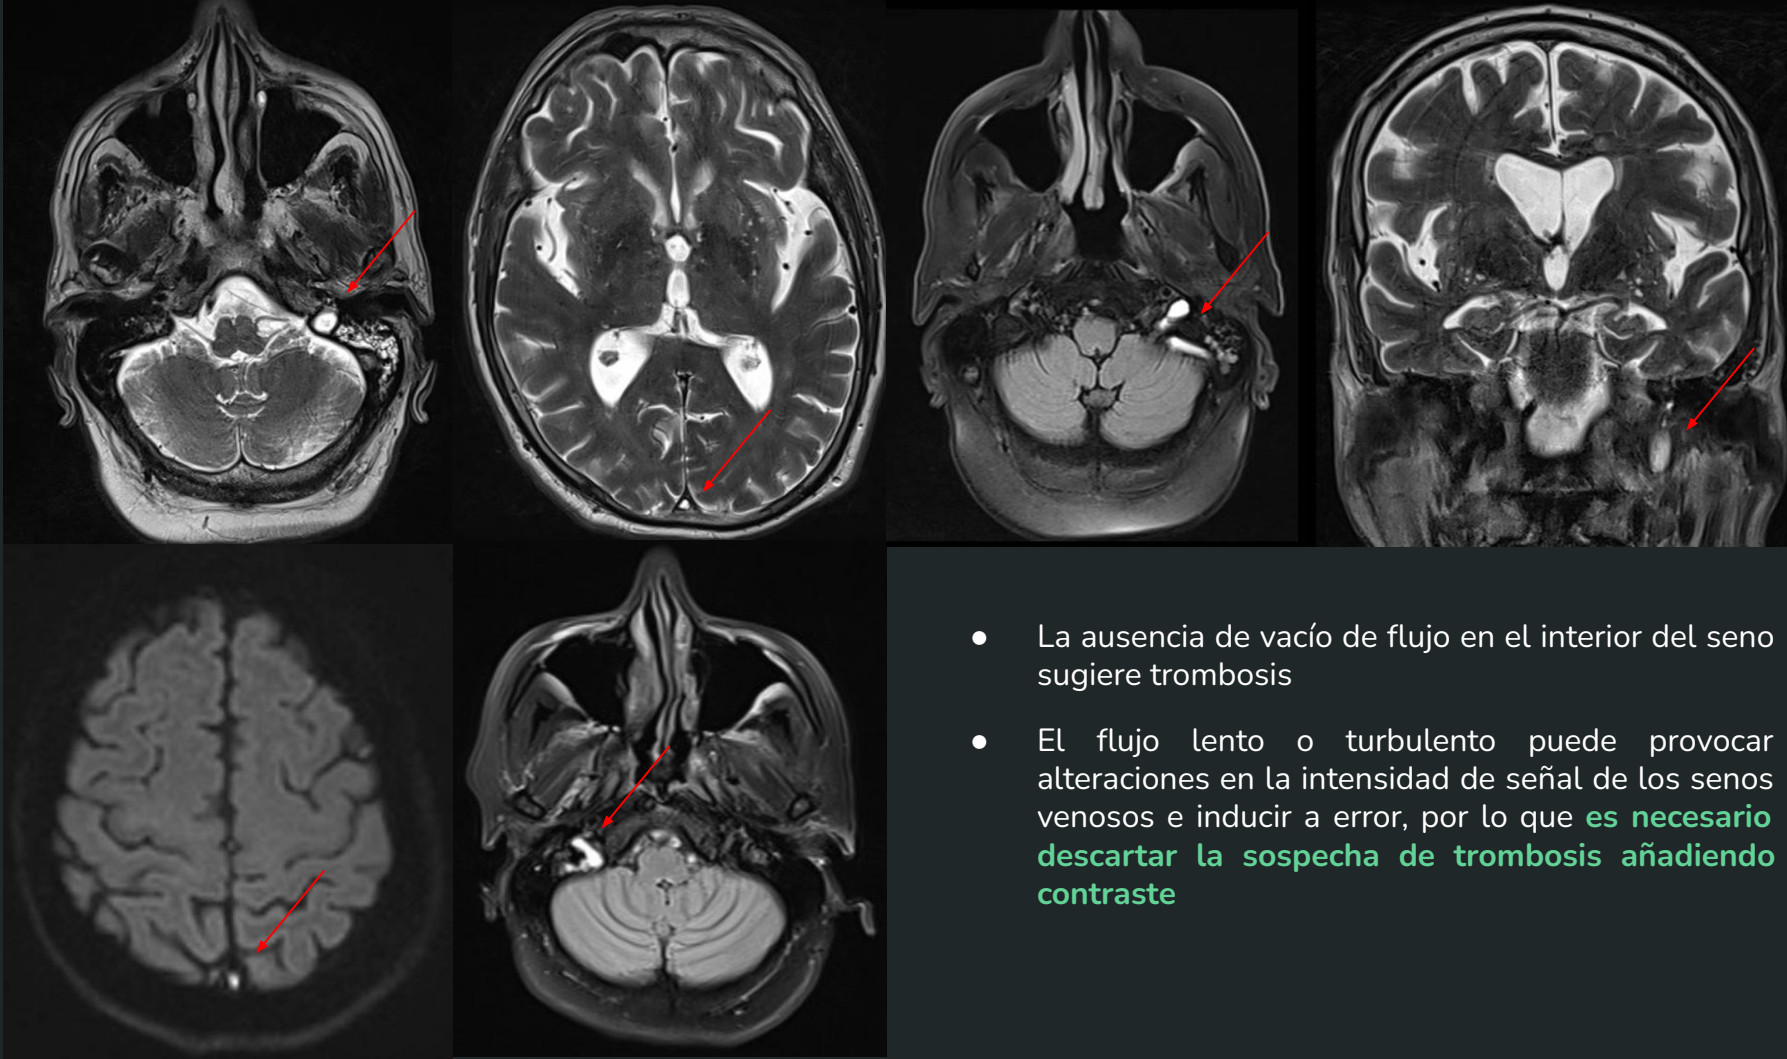 ● La ausencia de vacío de flujo en el interior del seno
sugiere trombosis
● El flujo lento o turbulento puede provocar
alteraciones en la intensidad de señal de los senos
venosos e inducir a error, por lo que es necesario
descartar la sospecha de trombosis añadiendo
contraste